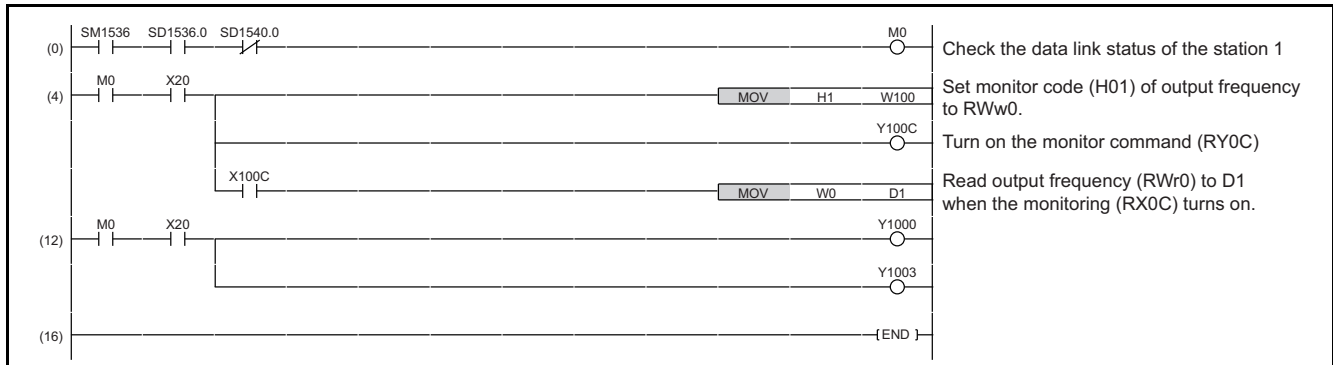 SM1536 SD1536.0 SD1540.0 M0
(0) Check the data link status of the station 1
M0 X20
(4) MOV H1 W100 Set monitor code (H01) of output frequency
to RWw0.
Y100C
Turn on the monitor command (RY0C)
X100C
MOV W0 D1 Read output frequency (RWr0) to D1
when the monitoring (RX0C) turns on.
M0 X20 Y1000
(12)
Y1003
(16) END